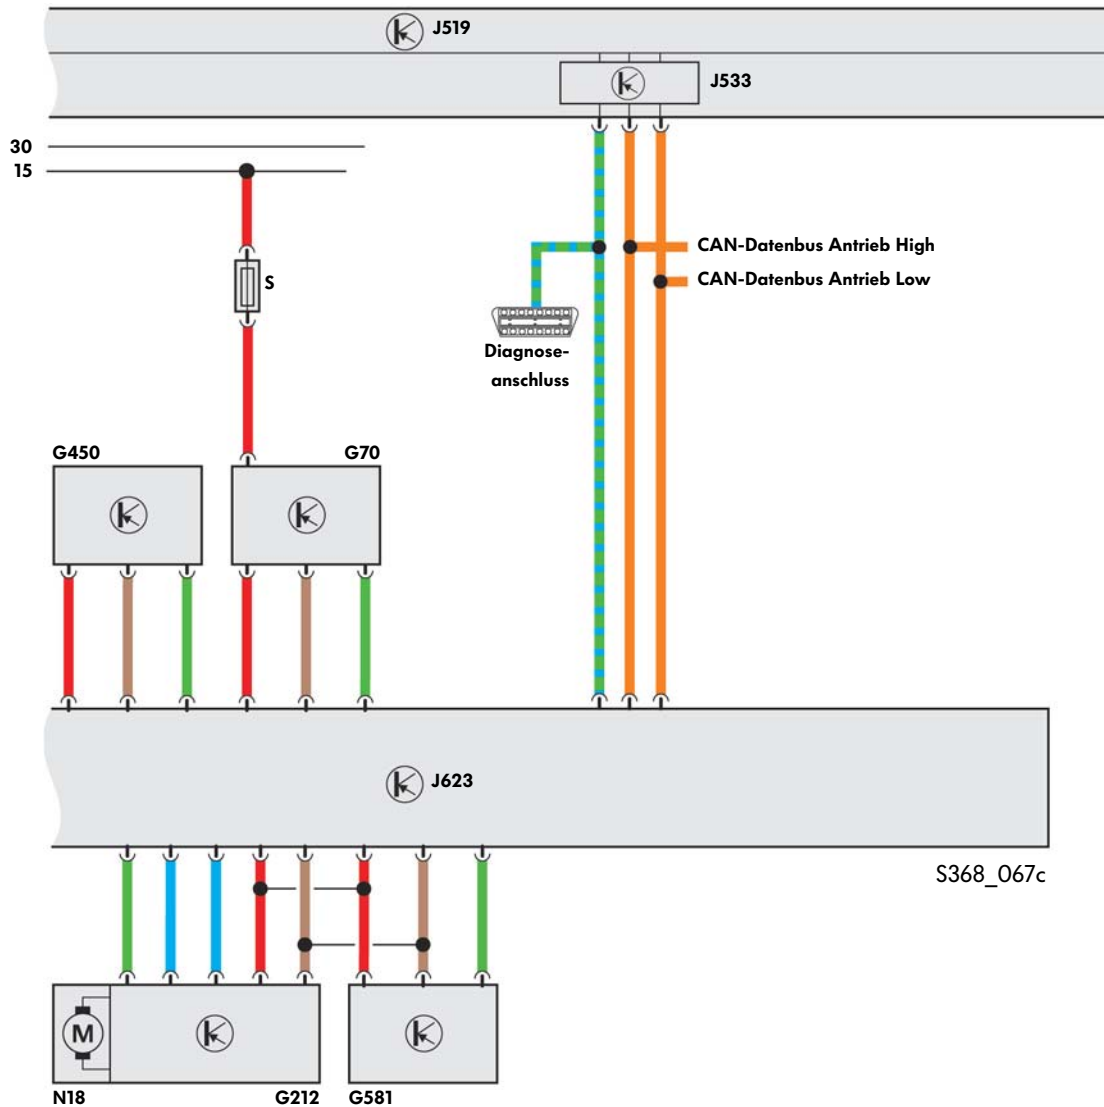 J519
J533
30
15
CAN-Datenbus Antrieb High
S
CAN-Datenbus Antrieb Low
Diagnose-
anschluss
G450
G70
J623
S368_067c
M
N18
G212
G581